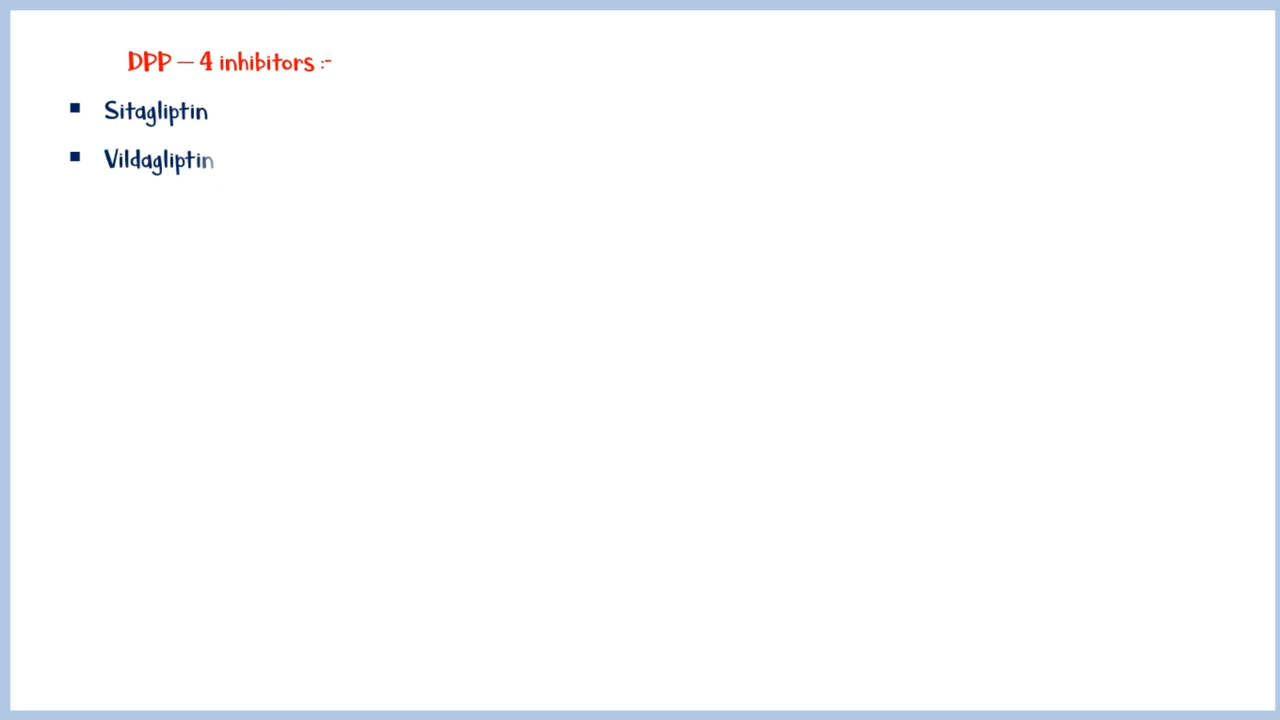 DPP – 4 inhibitors :-
▪ Sitagliptin
▪ Vildagliptin